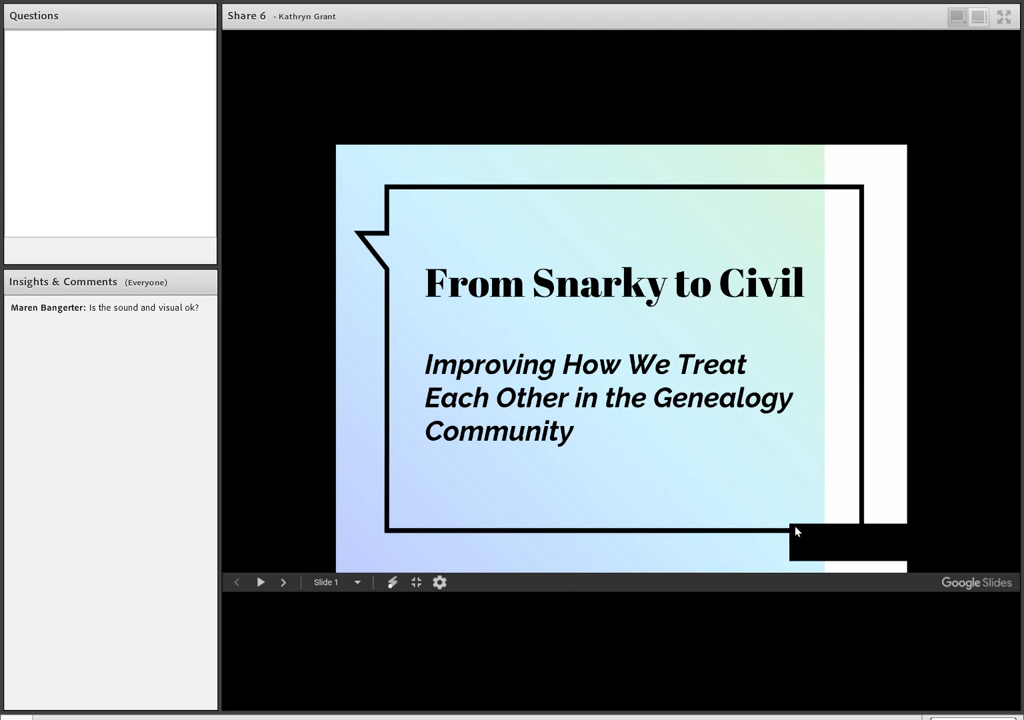 Questions
Insights & Comments (Everyone)
Maren Bangerter: Is the sound and visual ok?
Share 6 - Kathryn Grant
From Snarky to Civil
Improving How We Treat
Each Other in the Genealogy
Community
Slide 1
Google Slides